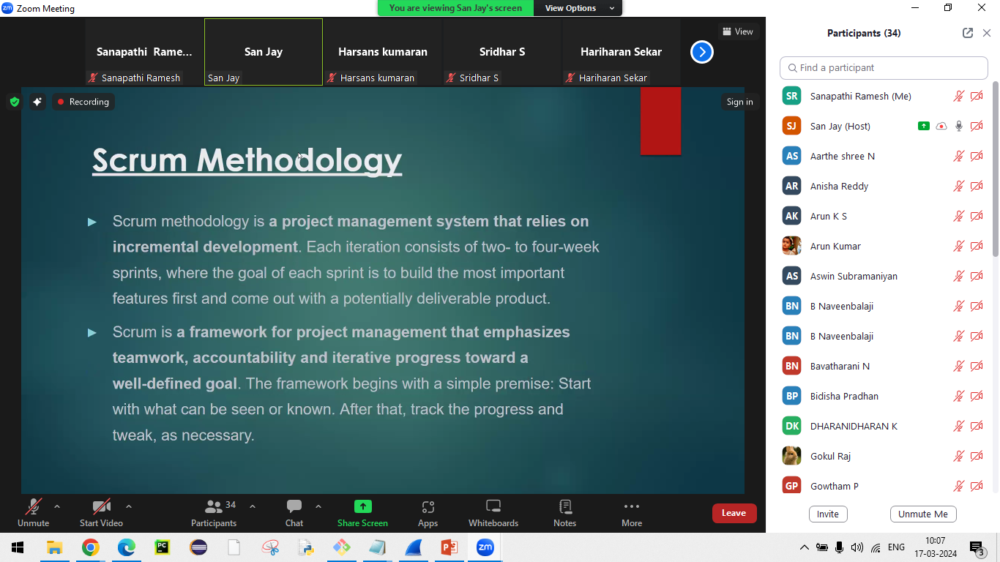 Zoom Meeting
You are viewing San Jay's screen
View Options
Sanapathi Rame...
San Jay
Harsans kumaran
Sridhar S
Hariharan Sekar
View
Sanapathi Ramesh
San Jay
Harsans kumaran
Sridhar S
Hariharan Sekar
Recording
Sign in
Scrum Methodology
Scrum methodology is a project management system that relies on
incremental development. Each iteration consists of two- to four-week
sprints, where the goal of each sprint is to build the most important
features first and come out with a potentially deliverable product.
Scrum is a framework for project management that emphasizes
teamwork, accountability and iterative progress toward a
well-defined goal. The framework begins with a simple premise: Start
with what can be seen or known. After that, track the progress and
tweak, as necessary.
Participants (34)
Find a participant
SR Sanapathi Ramesh (Me)
SJ San Jay (Host)
AS Aarthe shree N
AR Anisha Reddy
AK Arun K S
Arun Kumar
AS Aswin Subramaniyan
BN B Naveenbalaji
BN B Naveenbalaji
BN Bavatharani N
BP Bidisha Pradhan
DK DHARANIDHARAN K
Gokul Raj
GP Gowtham P
Invite
Unmute Me
34
Unmute
Start Video
Participants
Chat
Share Screen
Apps
Whiteboards
Notes
More
Leave
PC
zm
ENG
10:07
17-03-2024
3